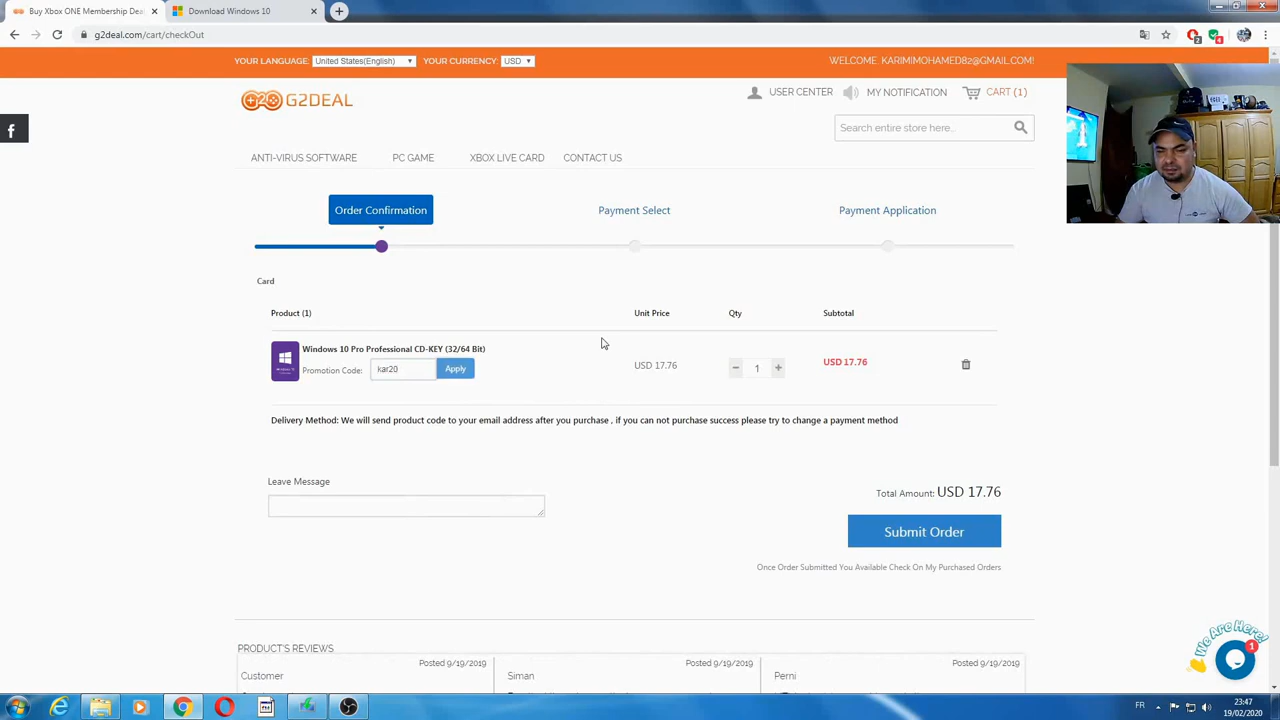 Buy Xbox ONE Membership Dea
Download Windows 10
g2deal.com/cart/checkOut
YOUR LANGUAGE: United States(English) YOUR CURRENCY: USD WELCOME KARIMIMOHAMED82@GMAIL.COM!
G2DEAL
USER CENTER MY NOTIFICATION CART (1)
Search entire store here...
ANTI-VIRUS SOFTWARE PC GAME XBOX LIVE CARD CONTACT US
Order Confirmation Payment Select Payment Application
Card
Product (1) Unit Price Qty Subtotal
Windows 10 Pro Professional CD-KEY (32/64 Bit)
Promotion Code: kar20 Apply USD 17.76 − 1 + USD 17.76
Delivery Method: We will send product code to your email address after you purchase , if you can not purchase success please try to change a payment method
Leave Message
Total Amount: USD 17.76
Submit Order
Once Order Submitted You Available Check On My Purchased Orders
We Are Here!
1
PRODUCT'S REVIEWS
Posted 9/19/2019 Posted 9/19/2019 Posted 9/19/2019
Customer Siman Perni
FR 23:47
19/02/2020